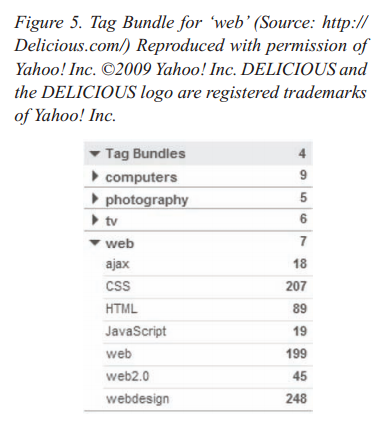 Figure 5. Tag Bundle for ‘web’ (Source: http://
Delicious.com/) Reproduced with permission of
Yahoo! Inc. ©2009 Yahoo! Inc. DELICIOUS and
the DELICIOUS logo are registered trademarks
of Yahoo! Inc.
Tag Bundles 4
computers 9
photography 5
tv 6
web 7
ajax 18
CSS 207
HTML 89
JavaScript 19
web 199
web2.0 45
webdesign 248